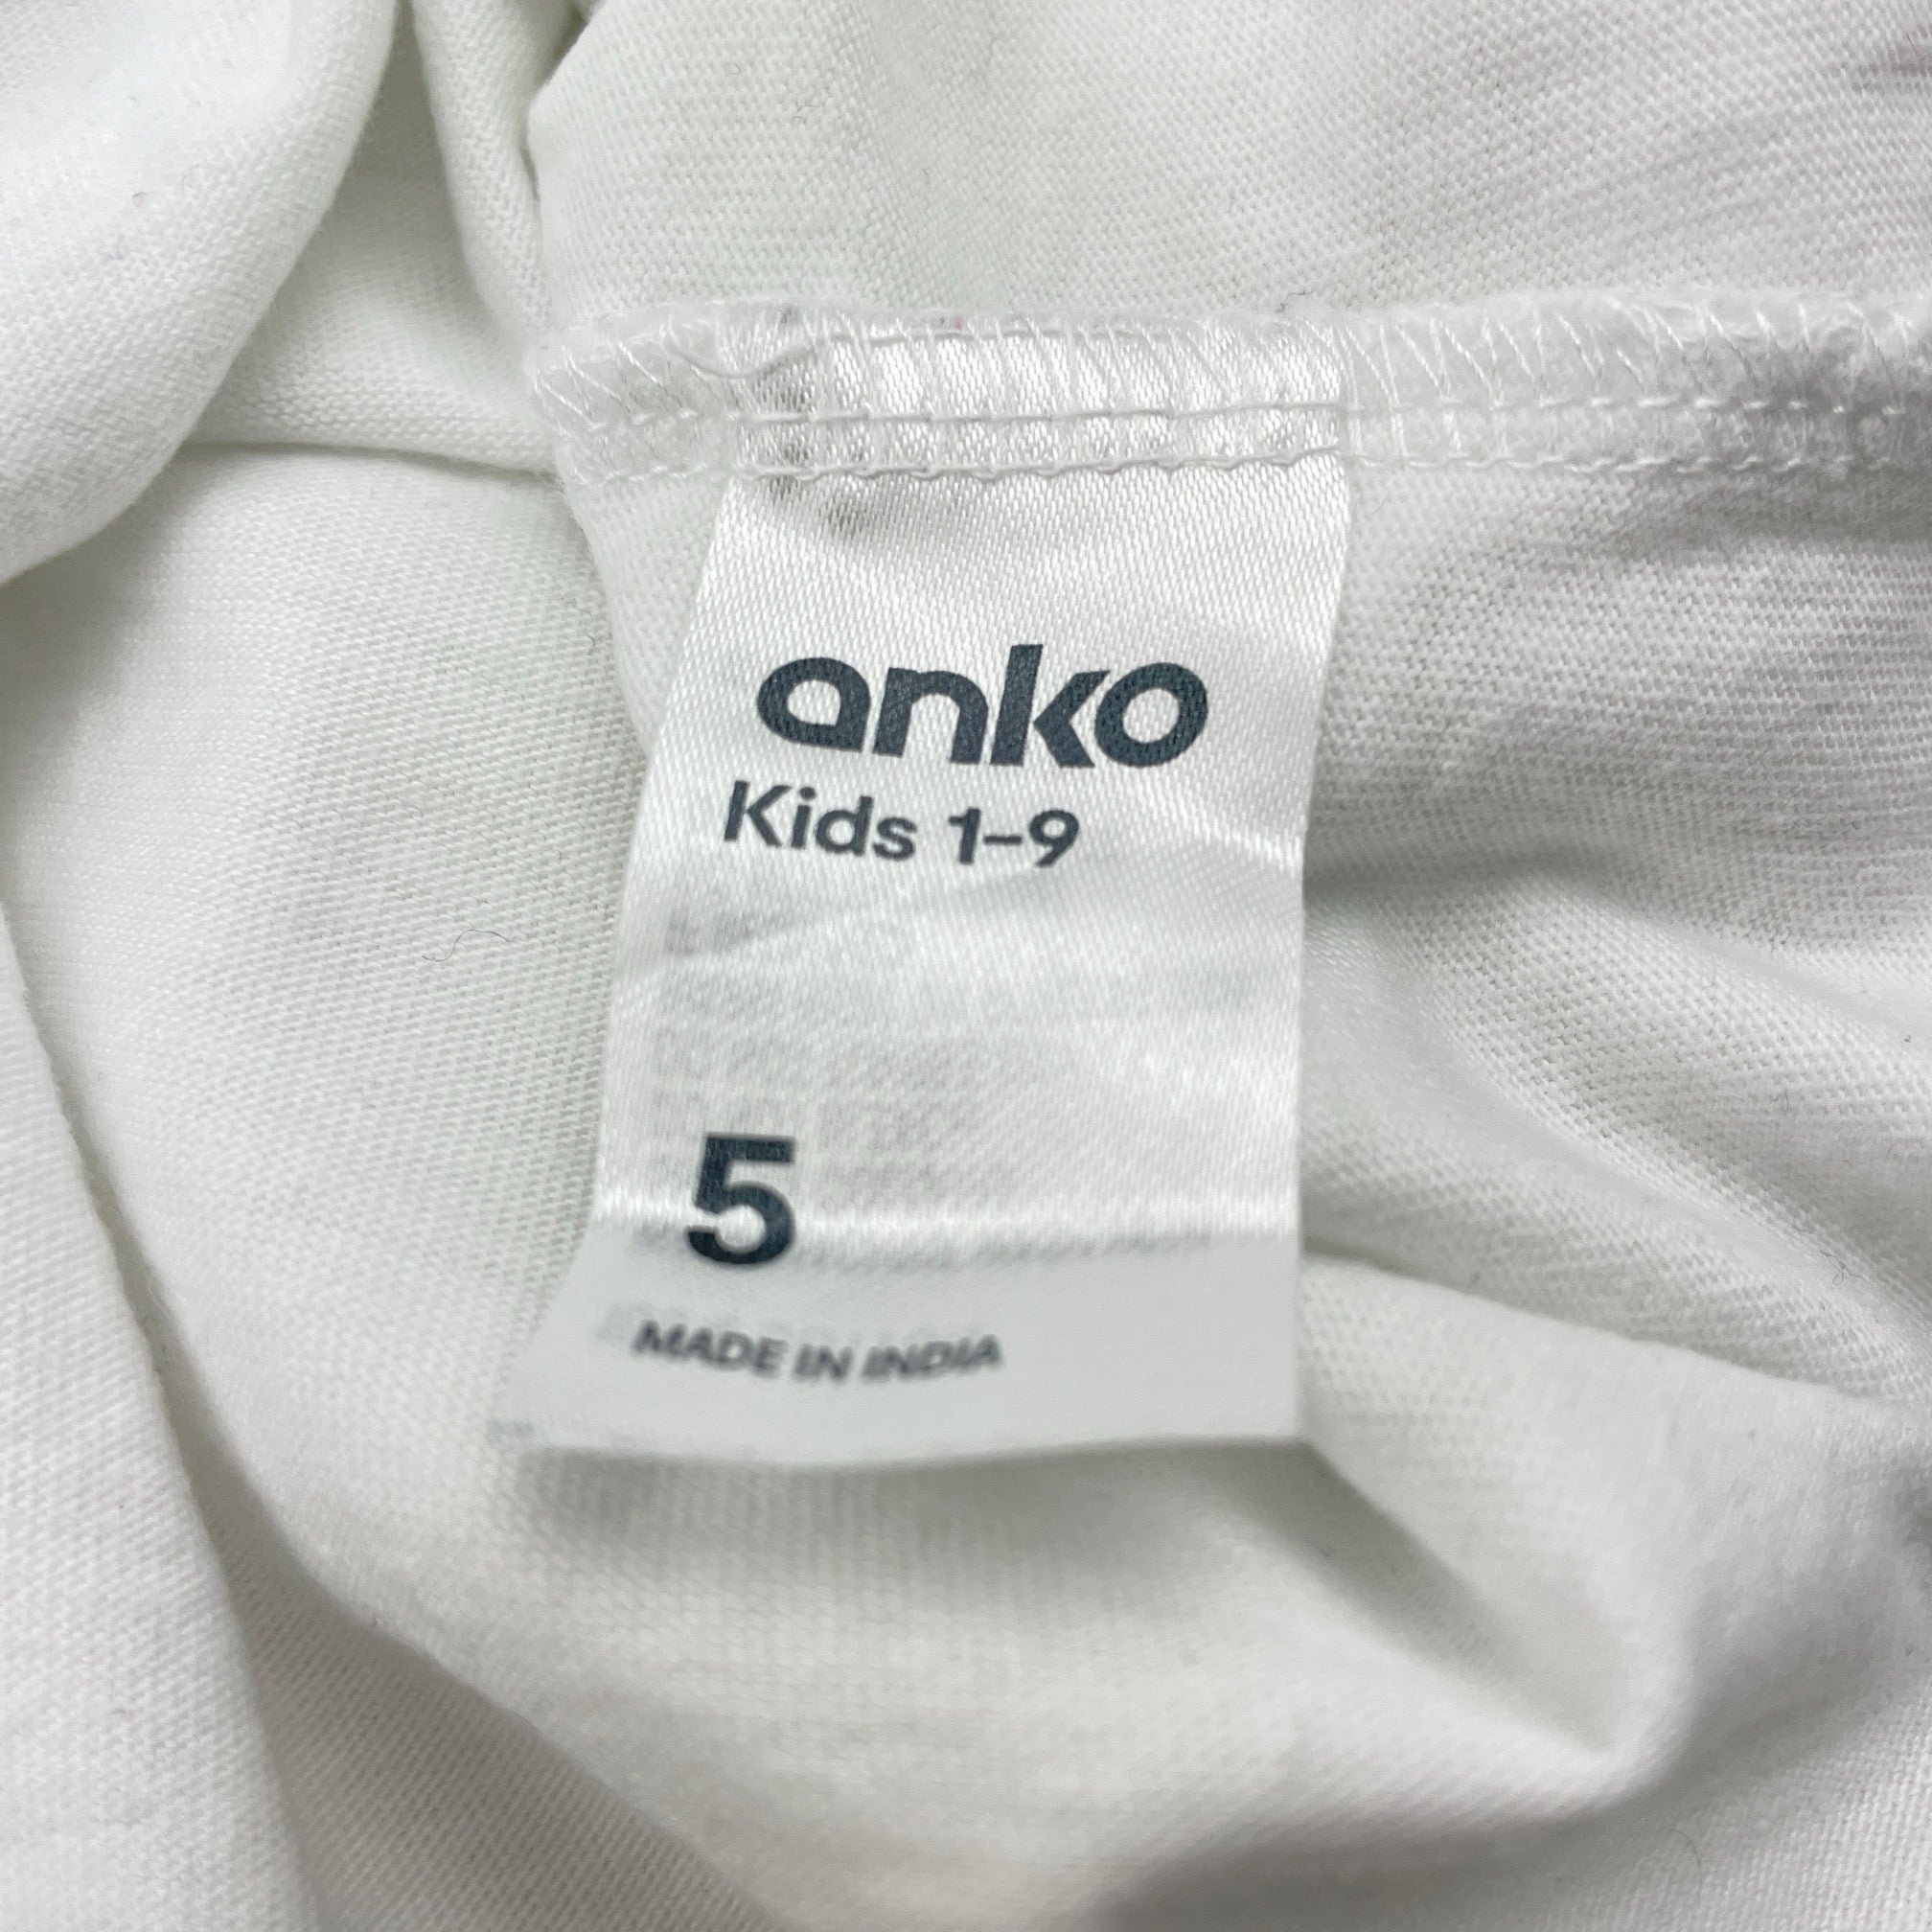 anko
Kids 1-9
5
MADE IN INDIA